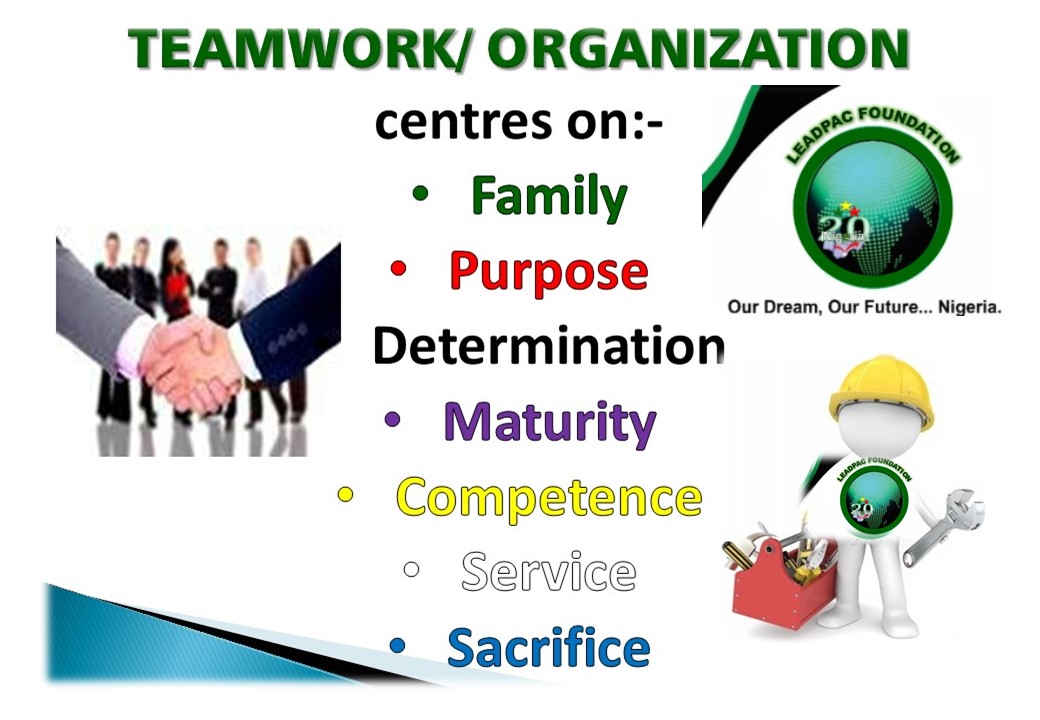 TEAMWORK/ ORGANIZATION
centres on:-
• Family
• Purpose
Determination
• Maturity
• Competence
• Service
• Sacrifice
LEADPAC FOUNDATION
20
Nigeria
Our Dream, Our Future... Nigeria.
LEADPAC FOUNDATION
20